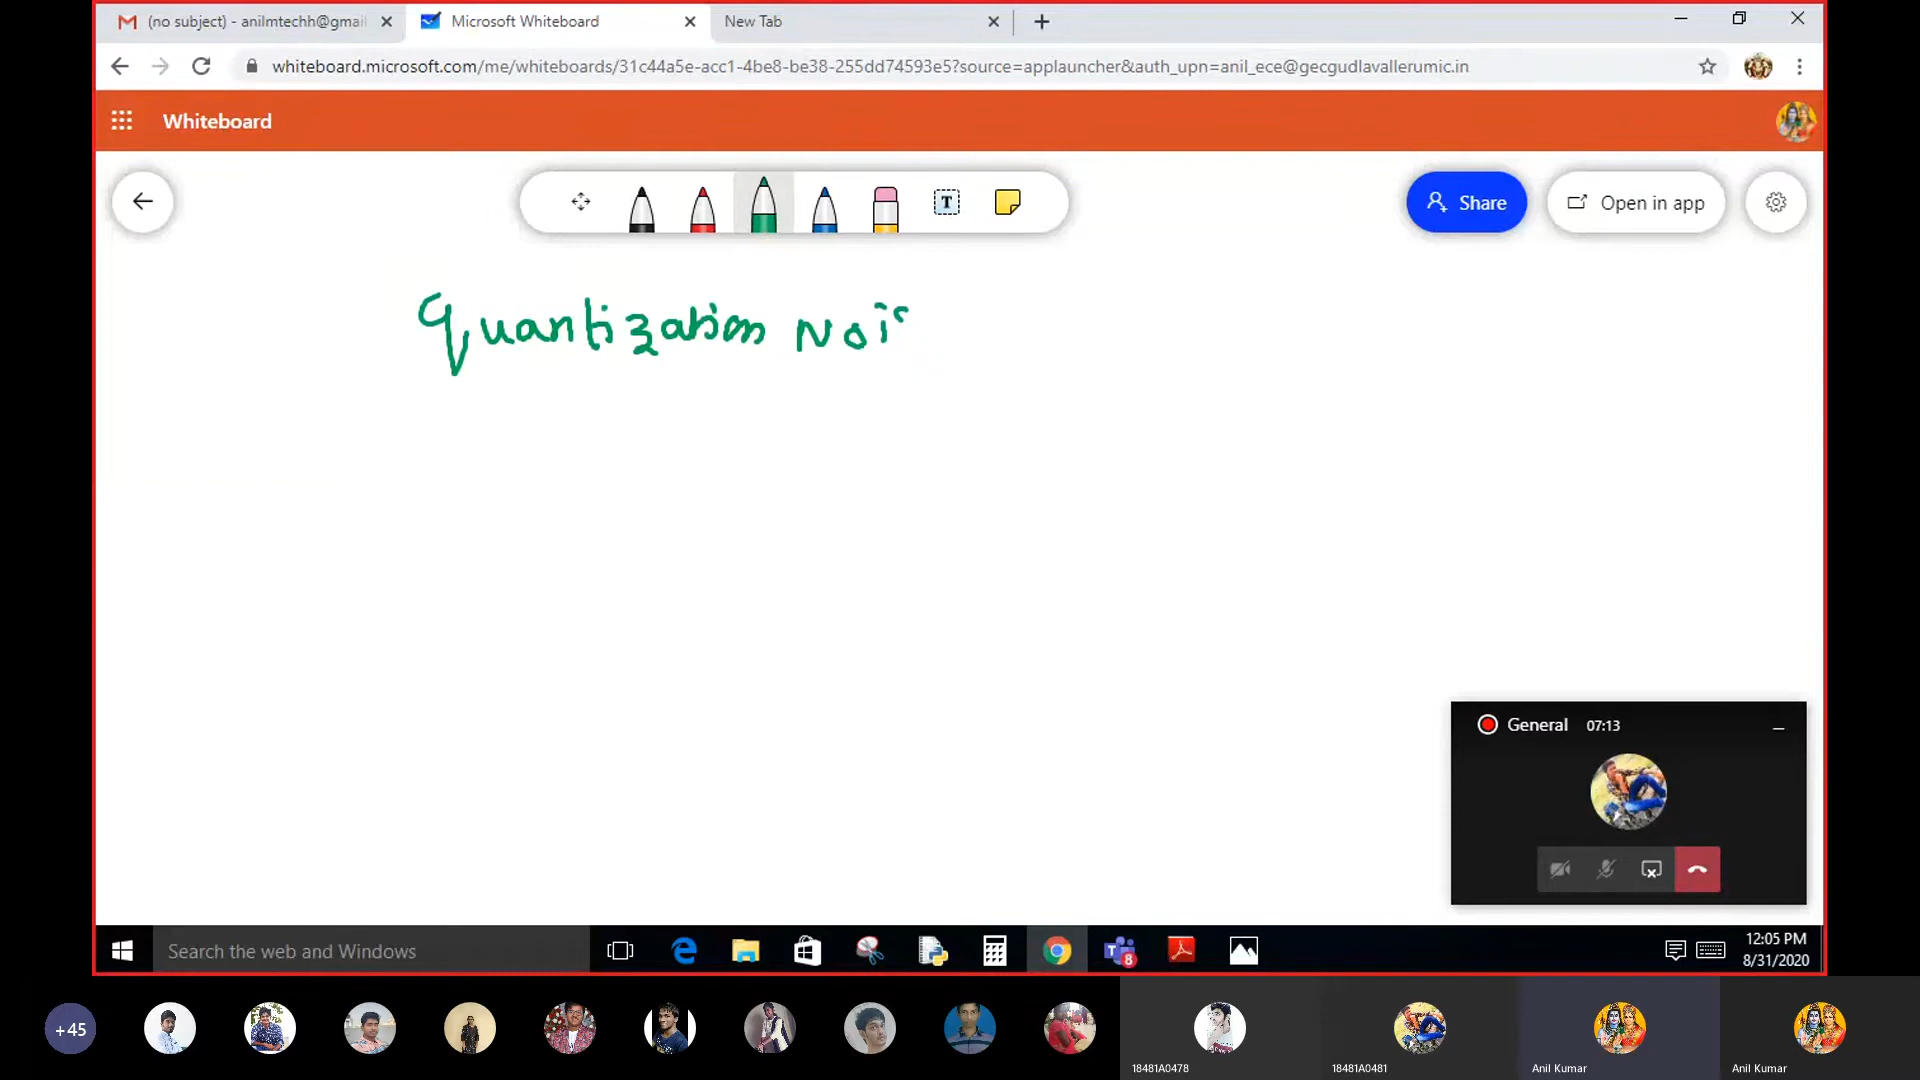 (no subject) - anilmtechh@gmai
Microsoft Whiteboard
New Tab
whiteboard.microsoft.com/me/whiteboards/31c44a5e-acc1-4be8-be38-255dd74593e5?source=applauncher&auth_upn=anil_ece@gecgudlavallerumic.in
Whiteboard
T
Share
Open in app
Quantization Noi
General 07:13
Search the web and Windows
8
12:05 PM
8/31/2020
+45
18481A0478
18481A0481
Anil Kumar
Anil Kumar